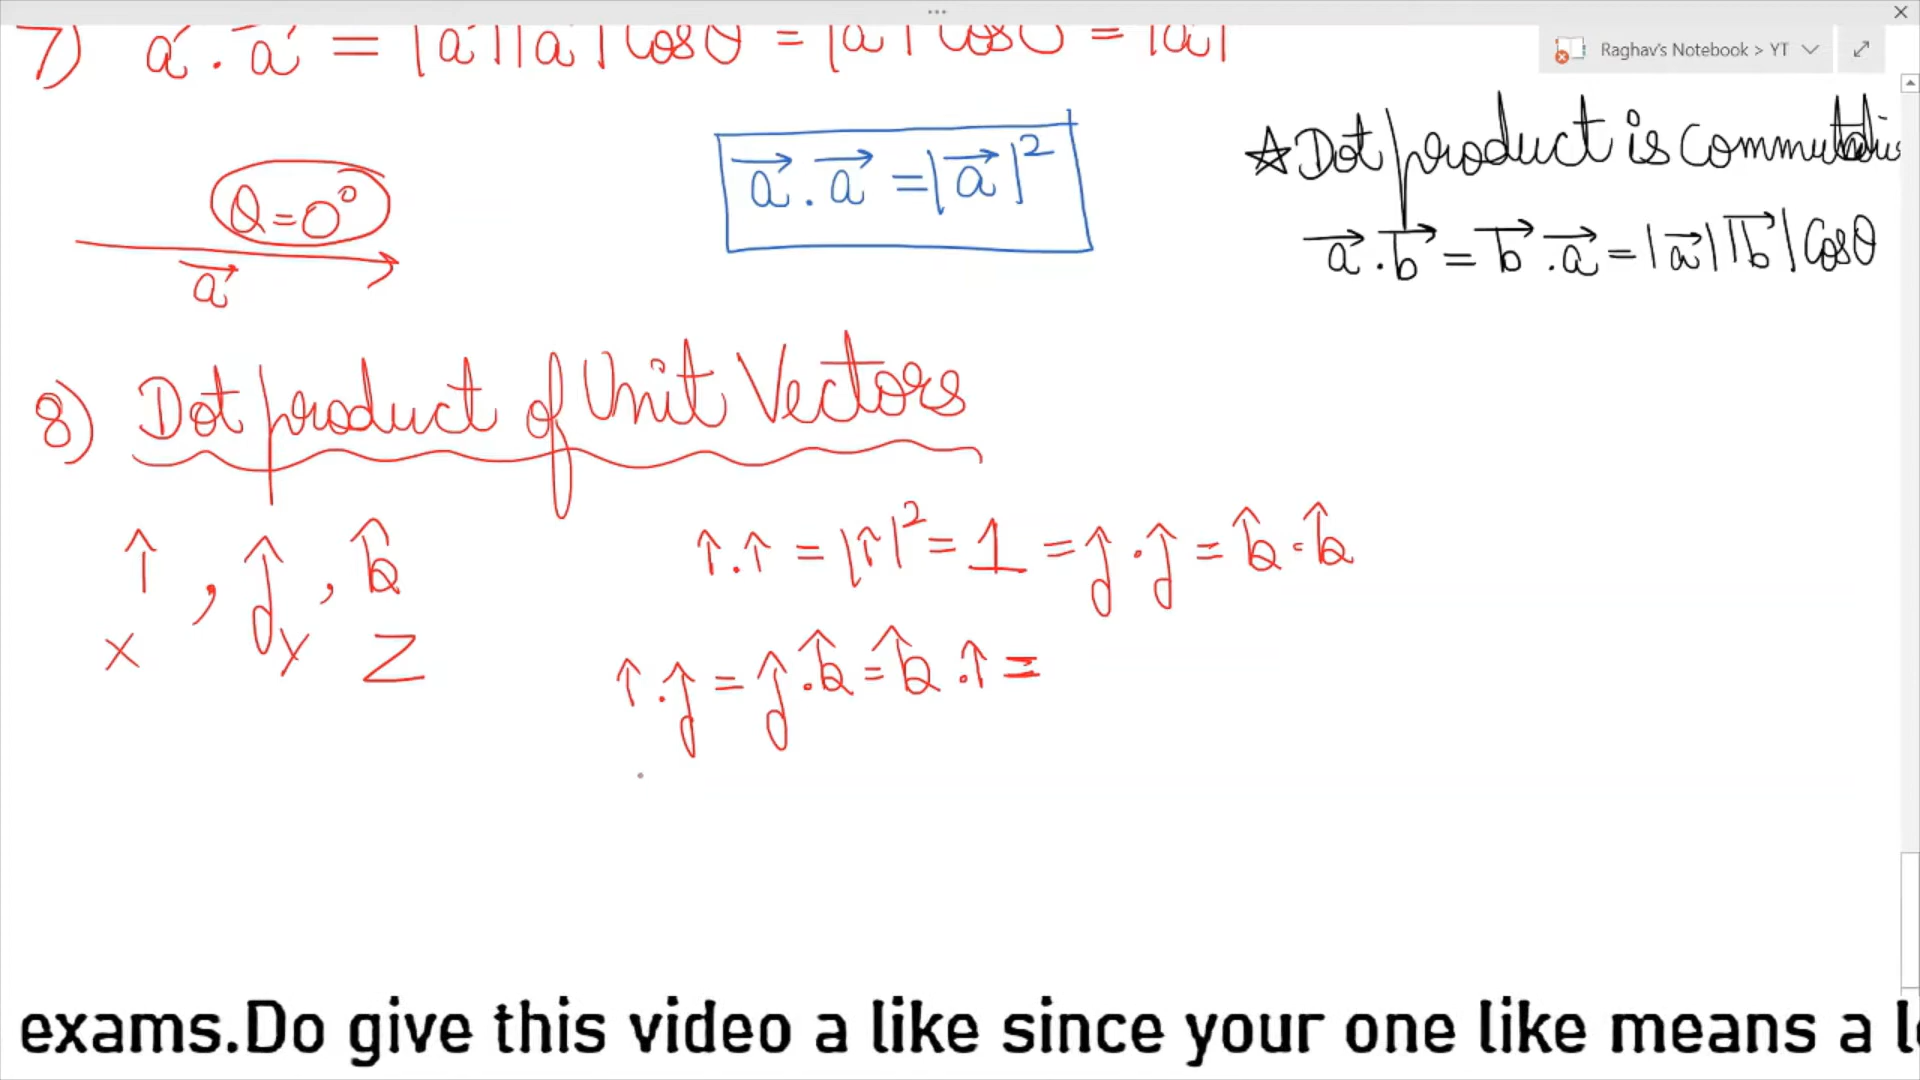 Raghav's Notebook > YT
7) a⃗ . a⃗ = |a⃗||a⃗| Cosθ = |a⃗| Cosθ = |a⃗|
☆Dot product is Commutati
a⃗ . a⃗ = |a⃗|²
θ=0°
a⃗
a⃗ . b⃗ = b⃗ . a⃗ = |a⃗||b⃗| Cosθ
8) Dot product of Unit Vectors
î , ĵ , k̂
î . î = |î|² = 1 = ĵ . ĵ = k̂ . k̂
X Y Z
î . ĵ = ĵ . k̂ = k̂ . î =
exams.Do give this video a like since your one like means a l